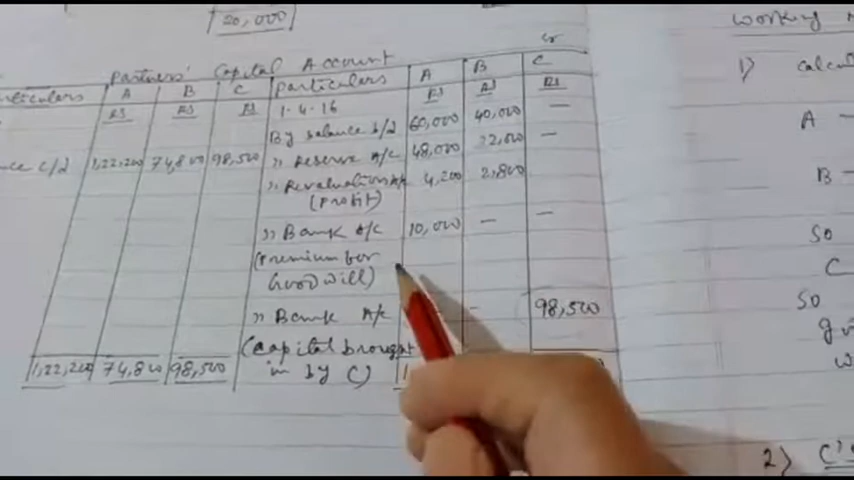 20,000
Partners' Capital Account
Cr
Particulars A B C Particulars A B C
RS RS RS 1-4-16 RS RS RS
By balance b/d 60,000 40,000 —
c/d 1,22,200 74,800 98,500 " Reserve A/c 48,000 32,000 —
" Revaluation A/c 4,200 2,800
(Profit)
" Bank A/c 10,000 — —
(Premium for
Goodwill)
" Bank A/c - 98,500
(Capital brought
in by C)
1,22,200 74,800 98,500
working
1)
A —
B —
SO
C
SO
2) C'